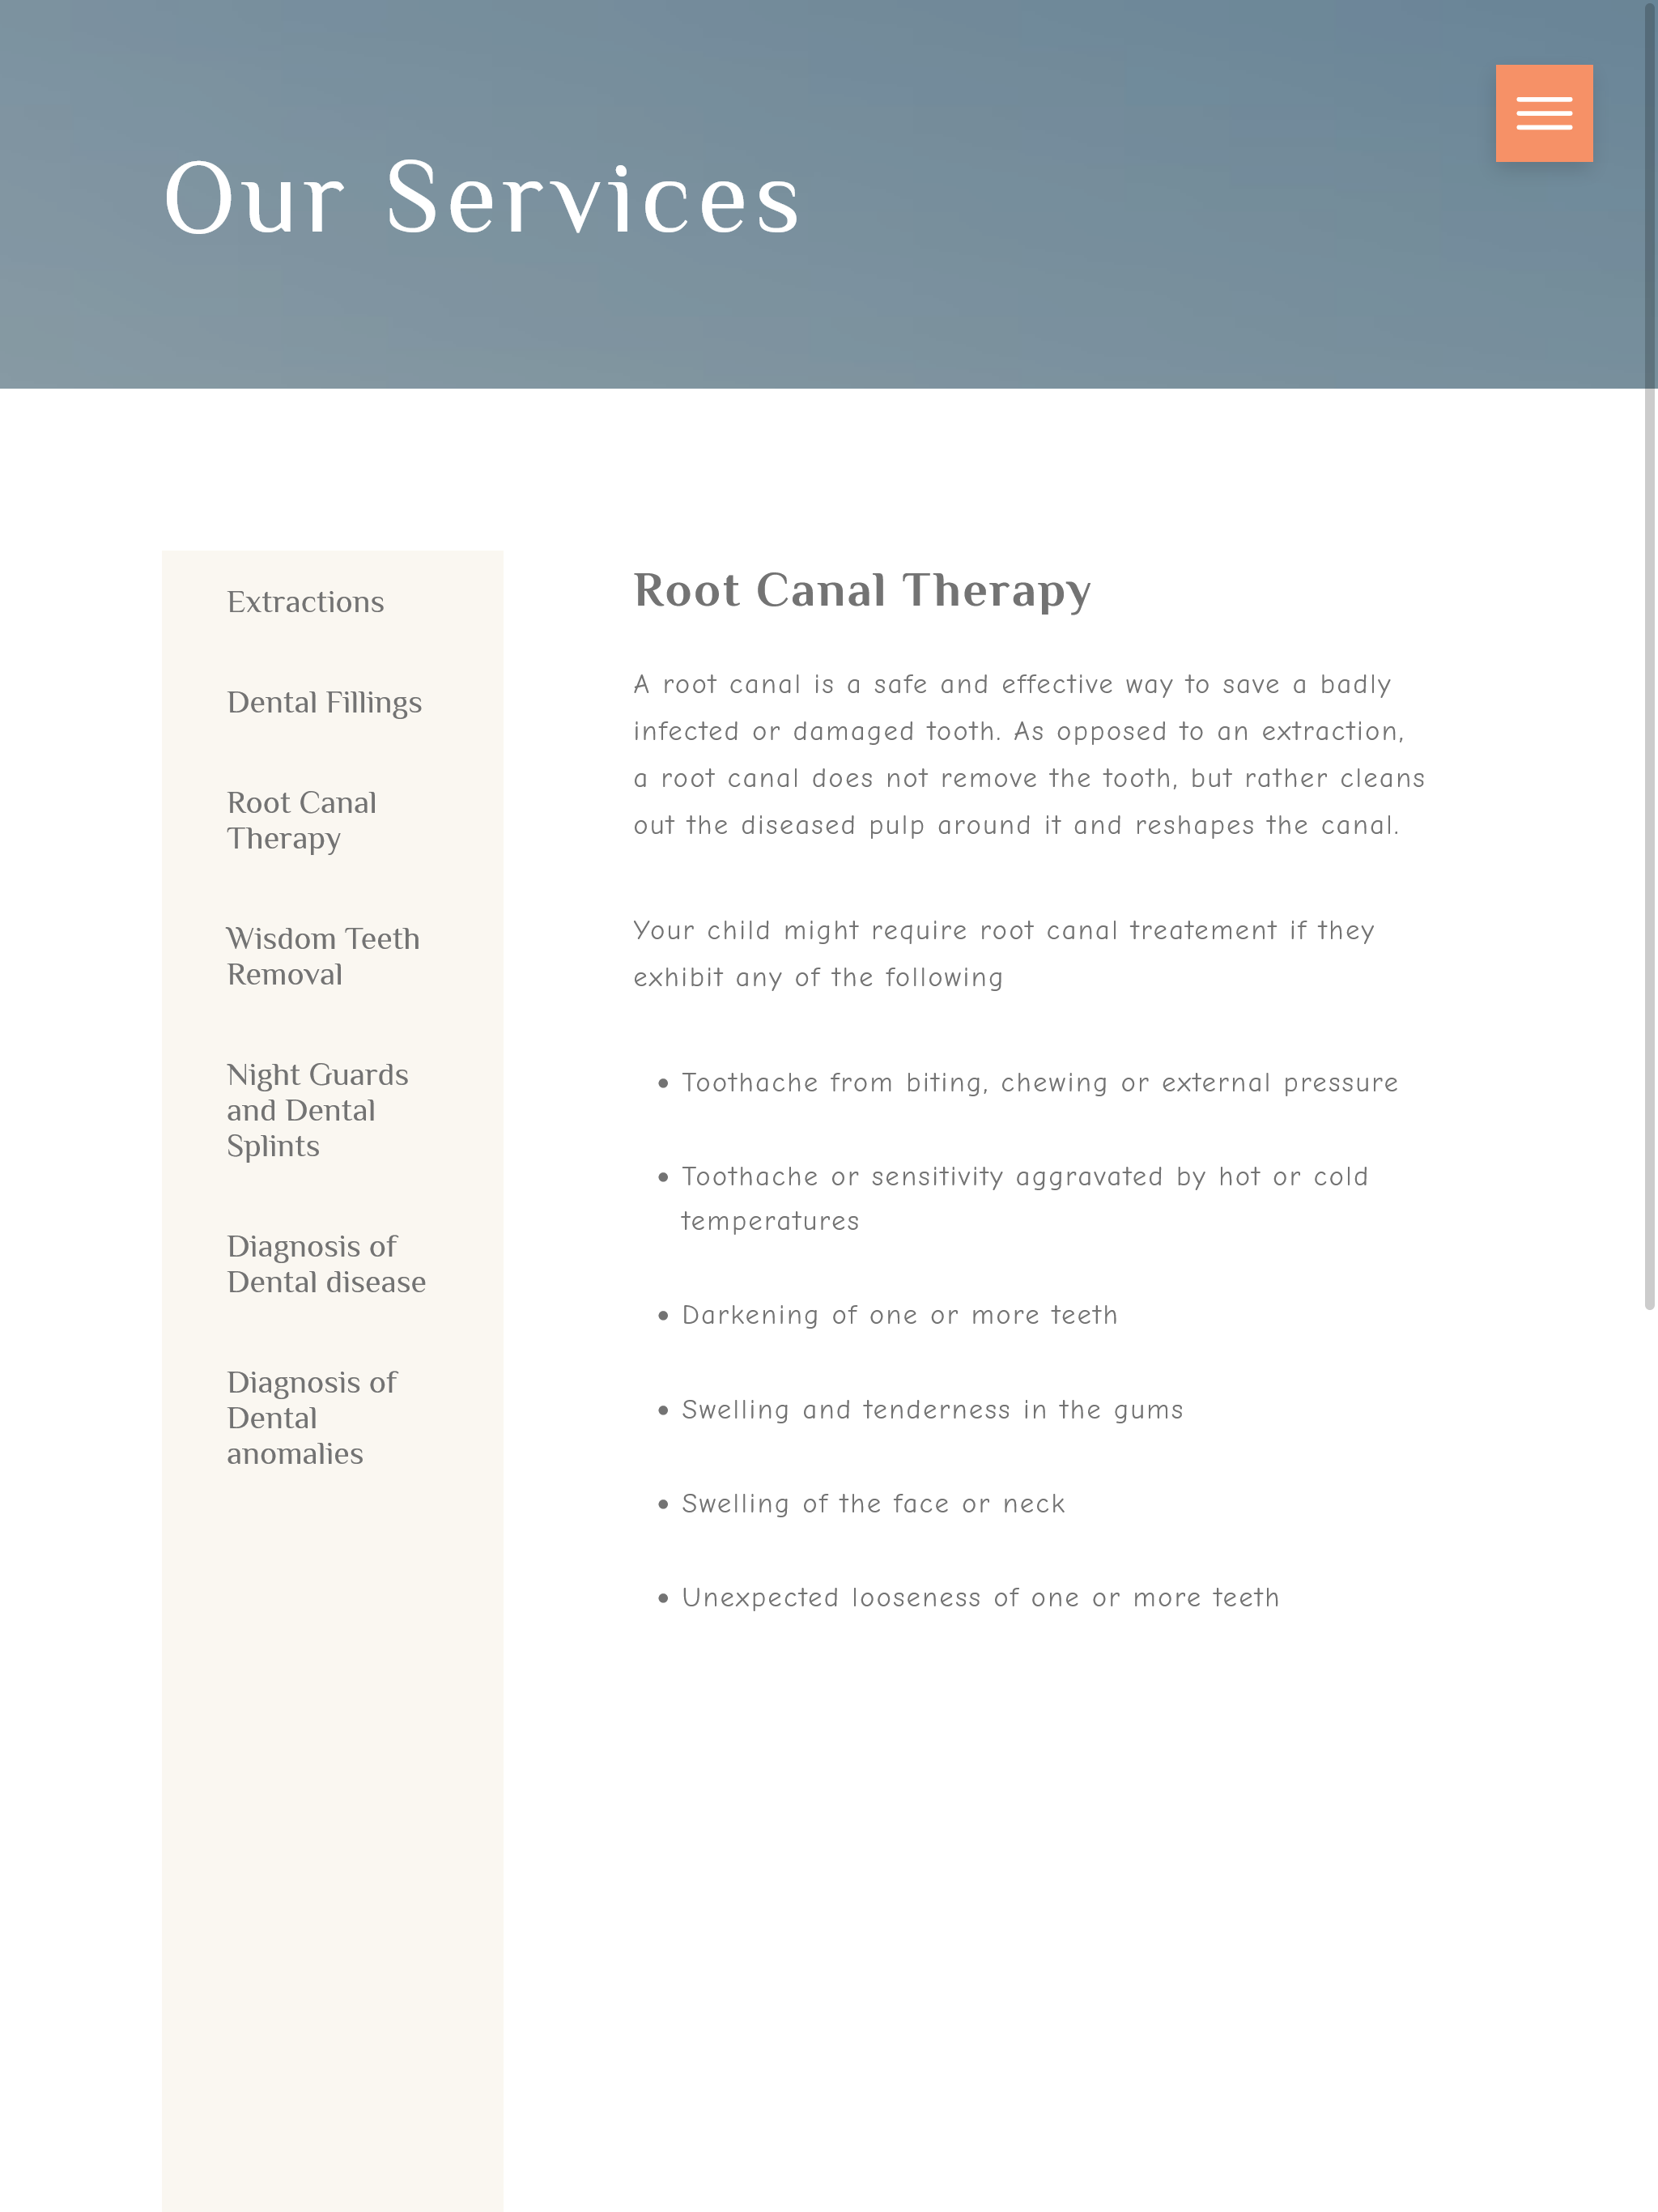 Our Services
Extractions
Dental Fillings
Root Canal
Therapy
Wisdom Teeth
Removal
Night Guards
and Dental
Splints
Diagnosis of
Dental disease
Diagnosis of
Dental
anomalies
Root Canal Therapy
A root canal is a safe and effective way to save a badly
infected or damaged tooth. As opposed to an extraction,
a root canal does not remove the tooth, but rather cleans
out the diseased pulp around it and reshapes the canal.
Your child might require root canal treatement if they
exhibit any of the following
• Toothache from biting, chewing or external pressure
• Toothache or sensitivity aggravated by hot or cold
temperatures
• Darkening of one or more teeth
• Swelling and tenderness in the gums
• Swelling of the face or neck
• Unexpected looseness of one or more teeth